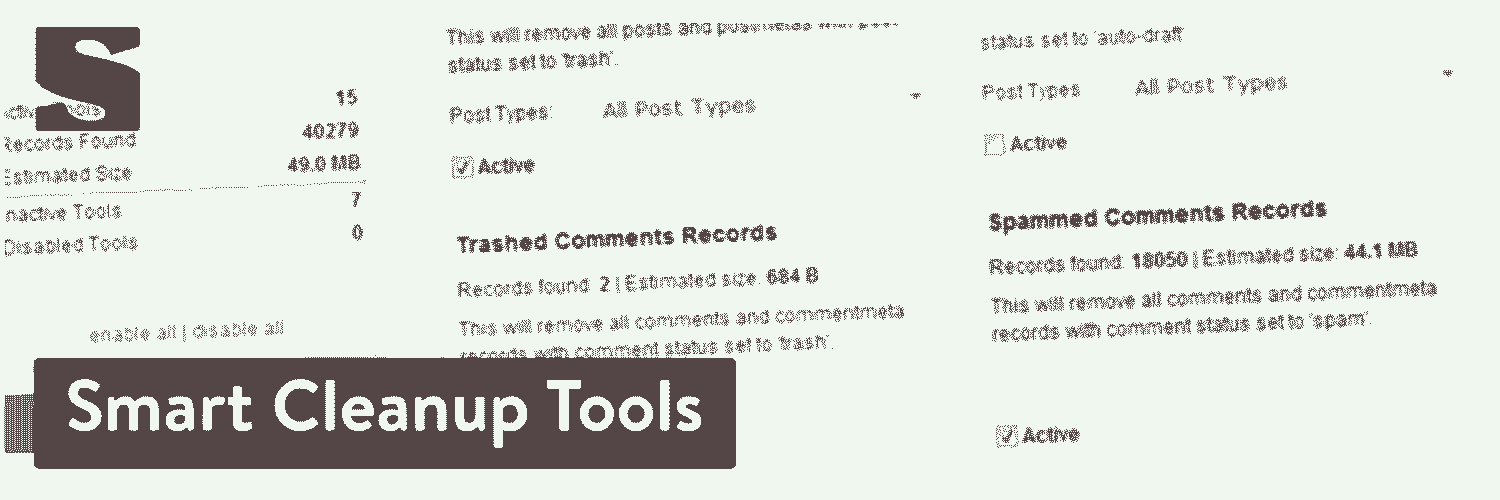 S
15
Records Found 40279
Estimated Size 49.0 MB
Inactive Tools 7
Disabled Tools 0
enable all | disable all
This will remove all posts and
status set to 'trash'.
Post Types: All Post Types
Active
Trashed Comments Records
Records found: 2 | Estimated size: 684 B
This will remove all comments and commentmeta
records with comment status set to 'trash'.
status set to 'auto-draft'
Post Types All Post Types
Active
Spammed Comments Records
Records found: 18050 | Estimated size: 44.1 MB
This will remove all comments and commentmeta
records with comment status set to 'spam'.
Active
Smart Cleanup Tools